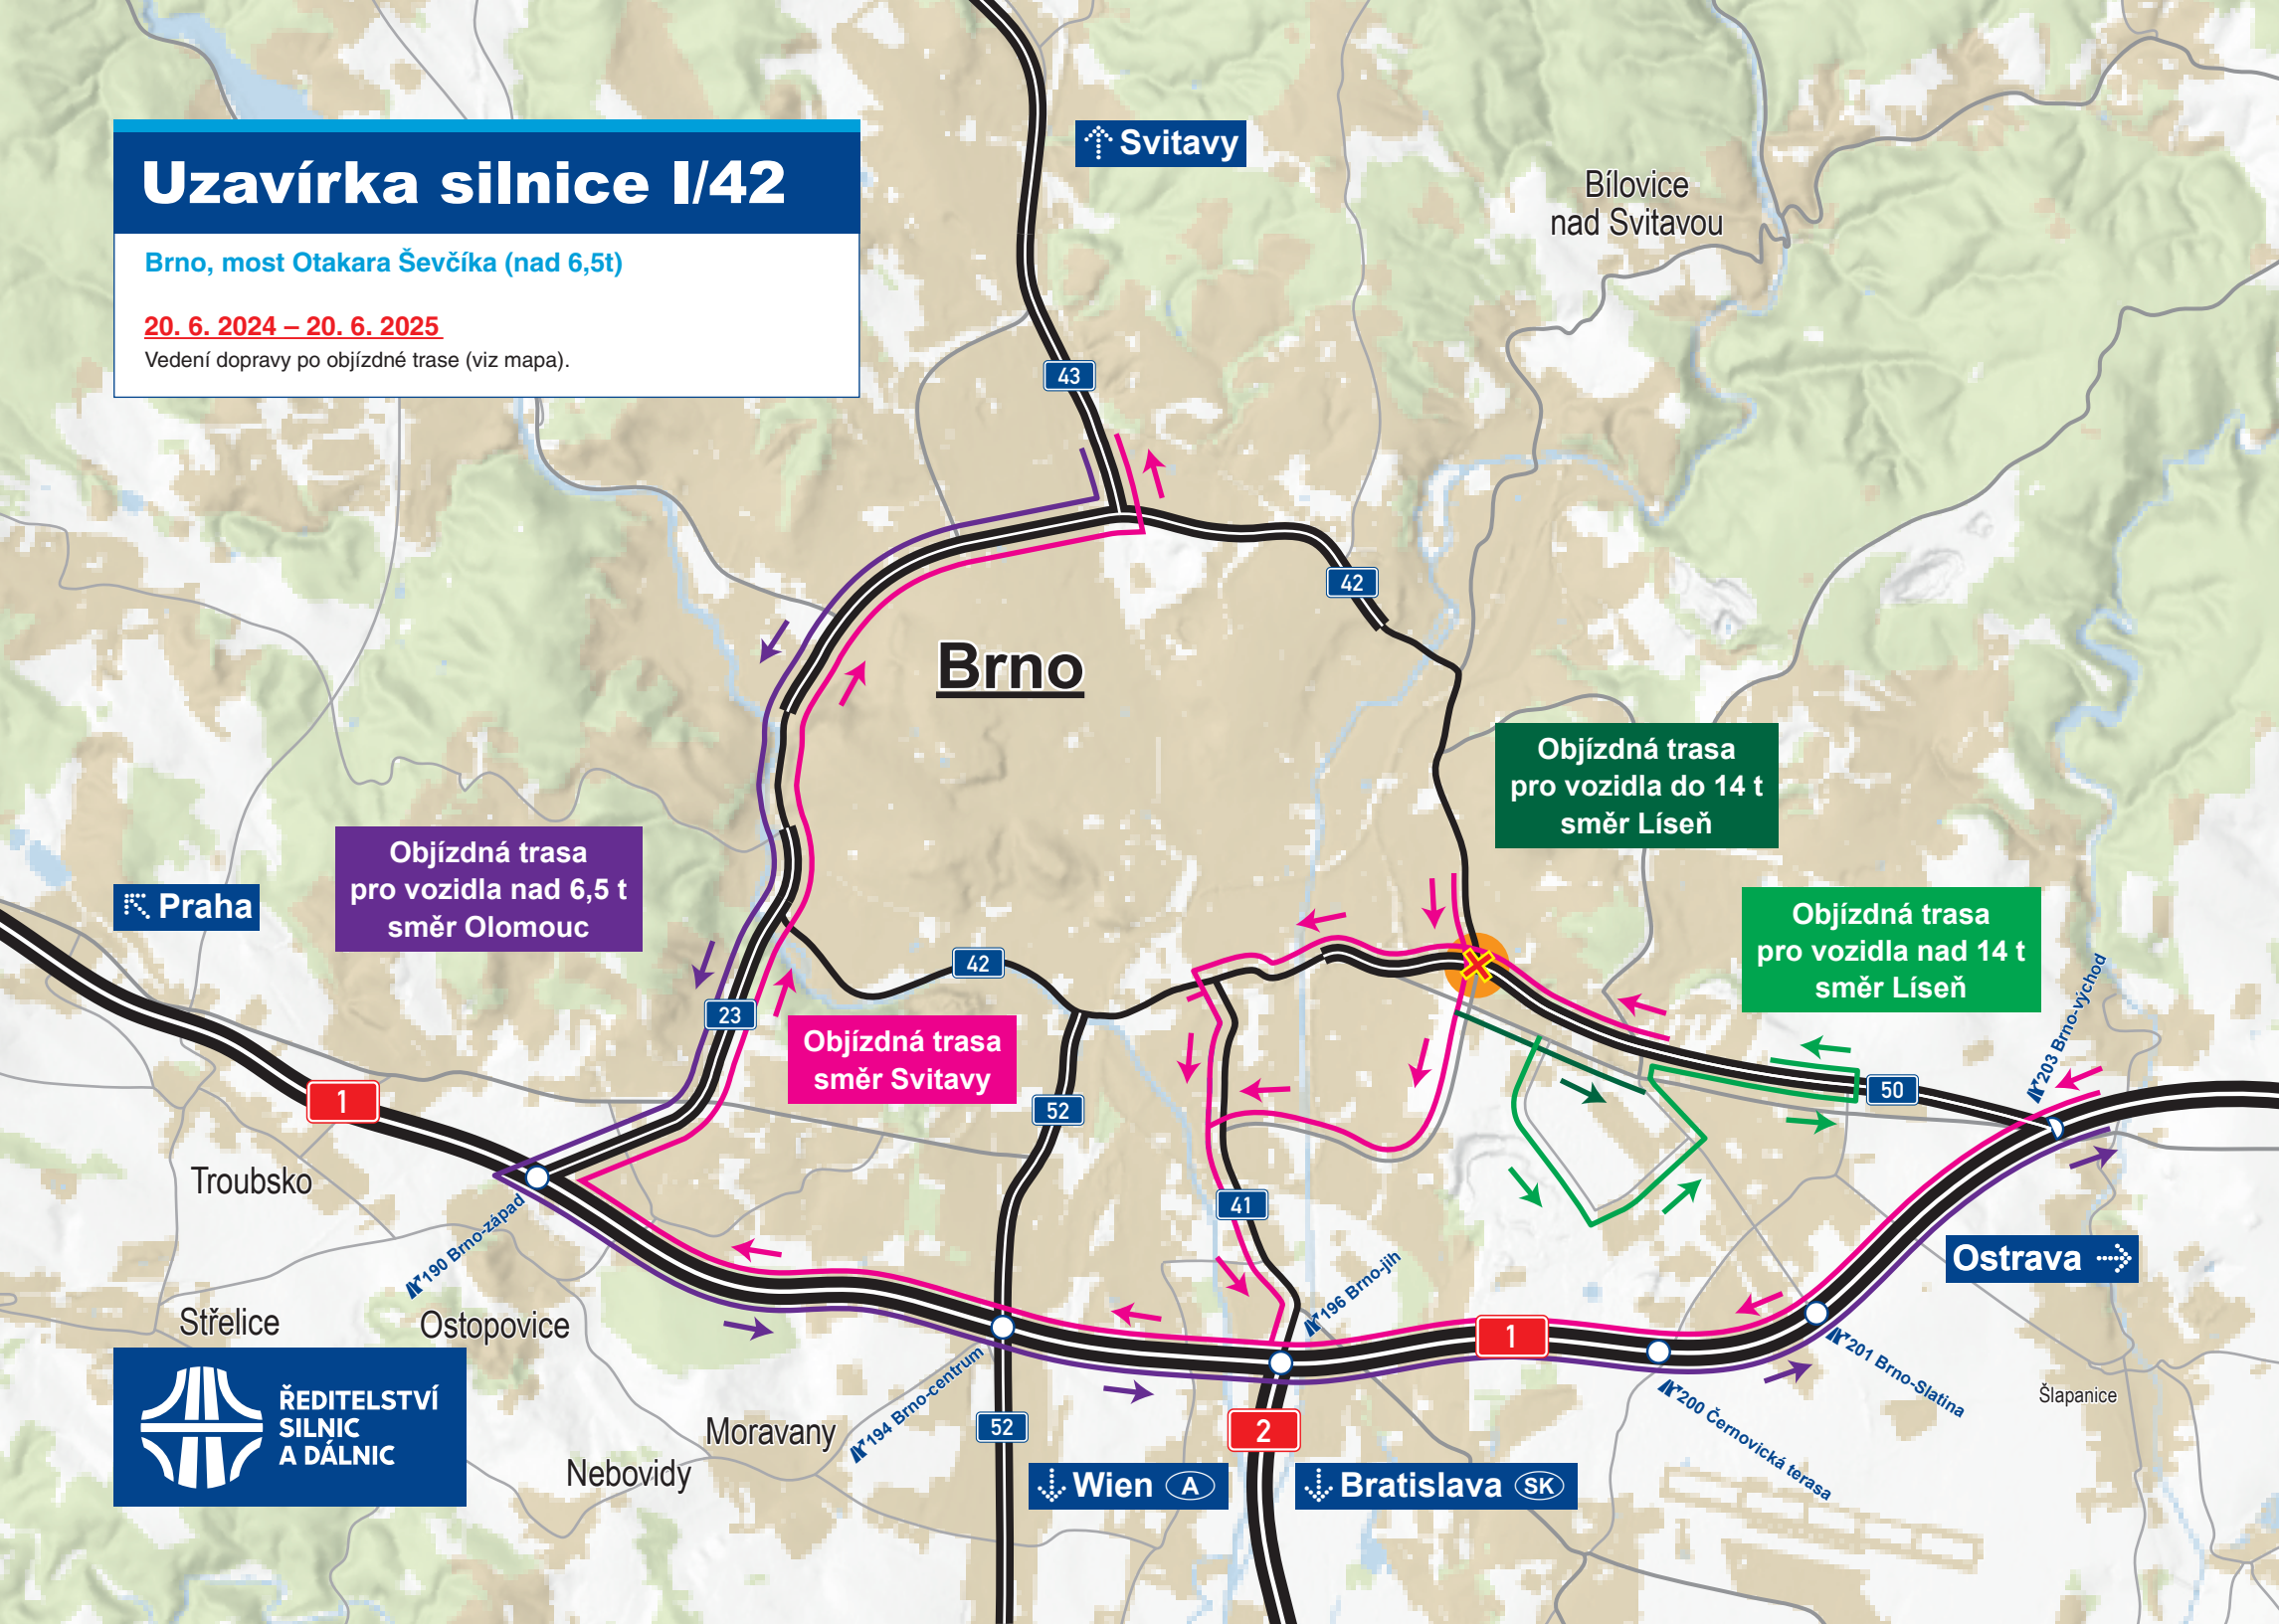 Uzavírka silnice I/42
Brno, most Otakara Ševčíka (nad 6,5t)
20. 6. 2024 – 20. 6. 2025
Vedení dopravy po objízdné trase (viz mapa).
Svitavy
Bílovice
nad Svitavou
43
42
Brno
Objízdná trasa
pro vozidla do 14 t
směr Líseň
Objízdná trasa
pro vozidla nad 6,5 t
směr Olomouc
Praha
Objízdná trasa
pro vozidla nad 14 t
směr Líseň
42
23
Objízdná trasa
směr Svitavy
203 Brno-východ
50
1
52
Troubsko
41
190 Brno-západ
Ostrava
196 Brno-jih
Střelice
Ostopovice
1
201 Brno-Slatina
Šlapanice
ŘEDITELSTVÍ
SILNIC
A DÁLNIC
Moravany
194 Brno-centrum
52
2
200 Černovická terasa
Nebovidy
Wien A
Bratislava SK